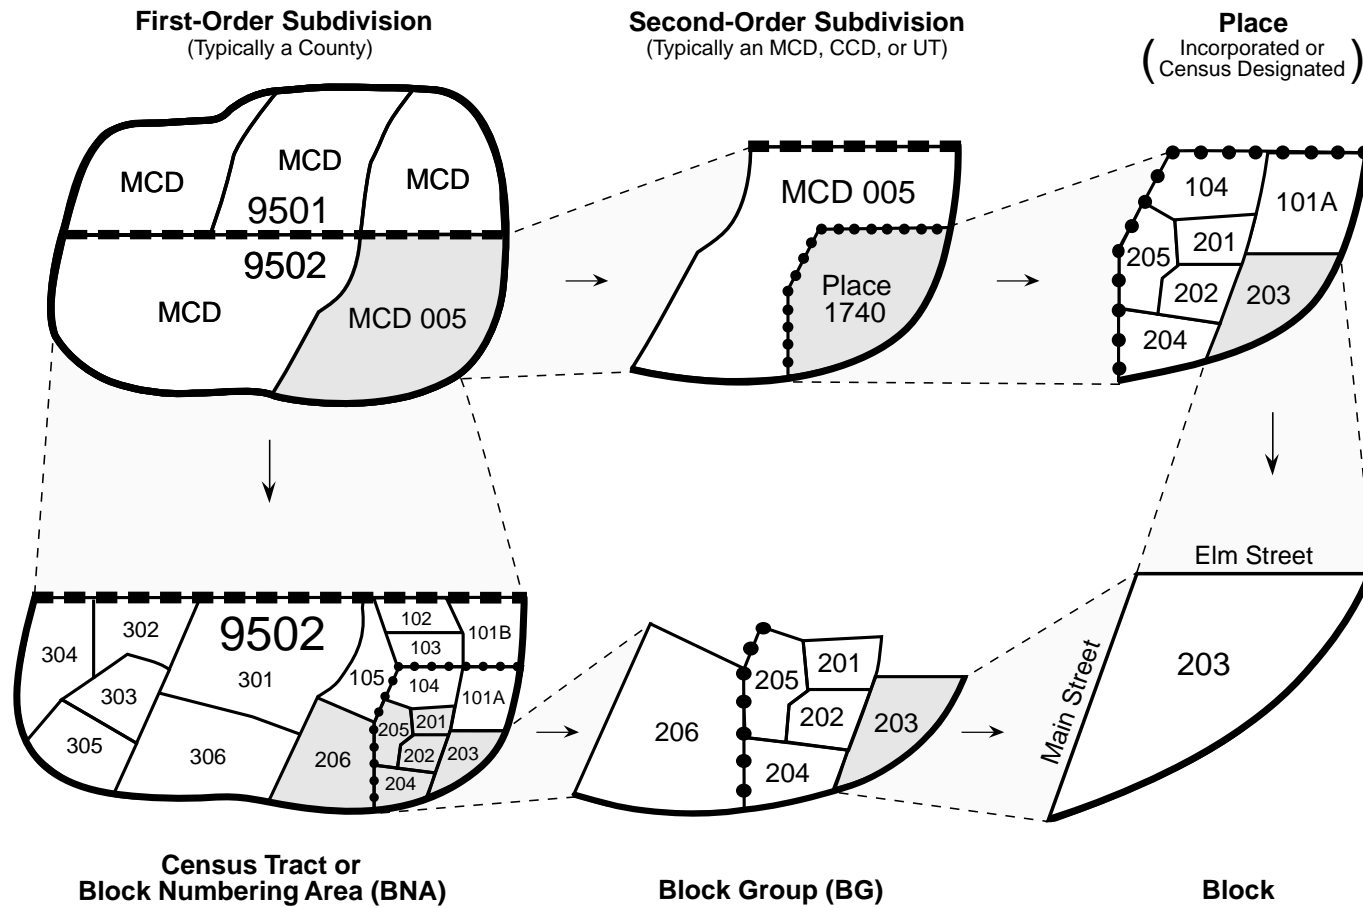 First-Order Subdivision
(Typically a County)
Second-Order Subdivision
(Typically an MCD, CCD, or UT)
Place
(Incorporated or
Census Designated)
MCD
MCD
MCD
9501
9502
MCD
MCD 005
MCD 005
Place
1740
104
101A
205
201
202
203
204
9502
102
101B
103
302
304
301
105
104
101A
303
205
201
305
306
206
202
203
204
205
201
202
203
206
204
Elm Street
Main Street
203
Census Tract or
Block Numbering Area (BNA)
Block Group (BG)
Block